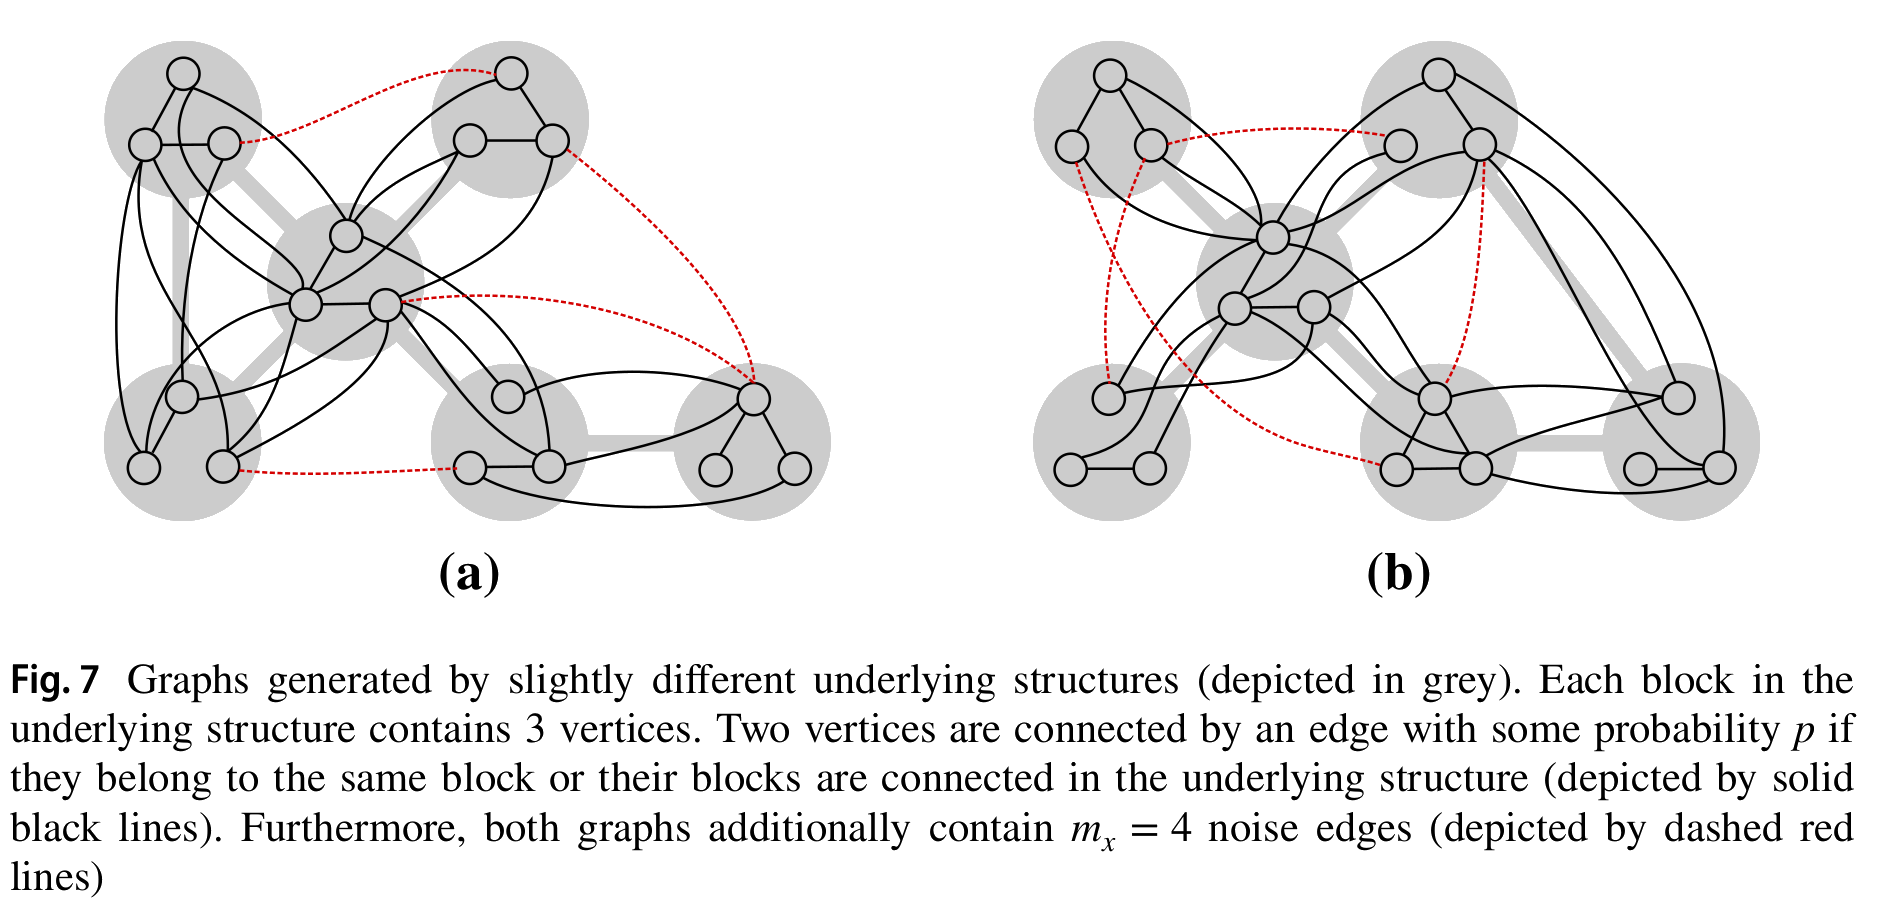 (a) (b)
Fig. 7 Graphs generated by slightly different underlying structures (depicted in grey). Each block in the
underlying structure contains 3 vertices. Two vertices are connected by an edge with some probability p if
they belong to the same block or their blocks are connected in the underlying structure (depicted by solid
black lines). Furthermore, both graphs additionally contain mₓ = 4 noise edges (depicted by dashed red
lines)